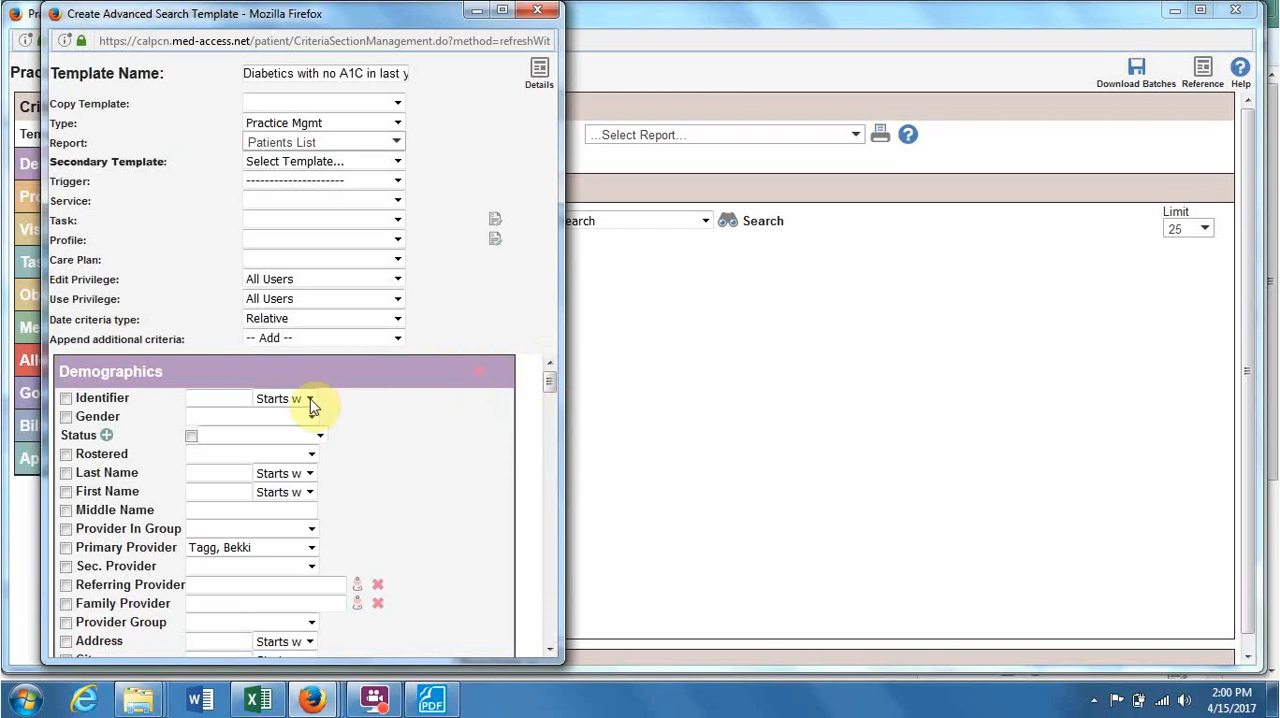 Create Advanced Search Template - Mozilla Firefox
https://calpcn.med-access.net/patient/CriteriaSectionManagement.do?method=refreshWit
Template Name: Diabetics with no A1C in last y
Details
Copy Template:
Type: Practice Mgmt
Report: Patients List
Secondary Template: Select Template...
Trigger: --------------------
Service:
Task:
Profile:
Care Plan:
Edit Privilege: All Users
Use Privilege: All Users
Date criteria type: Relative
Append additional criteria: -- Add --
Demographics
Identifier Starts w
Gender
Status
Rostered
Last Name Starts w
First Name Starts w
Middle Name
Provider In Group
Primary Provider Tagg, Bekki
Sec. Provider
Referring Provider
Family Provider
Provider Group
Address Starts w
Download Batches Reference Help
...Select Report...
earch Search
Limit
25
PDF
2:00 PM
4/15/2017